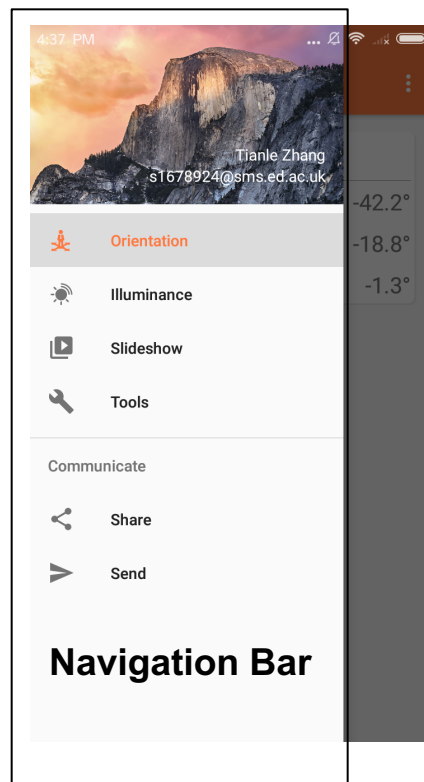 4:37 PM
Tianle Zhang
s1678924@sms.ed.ac.uk
-42.2°
Orientation
-18.8°
Illuminance
-1.3°
Slideshow
Tools
Communicate
Share
Send
Navigation Bar